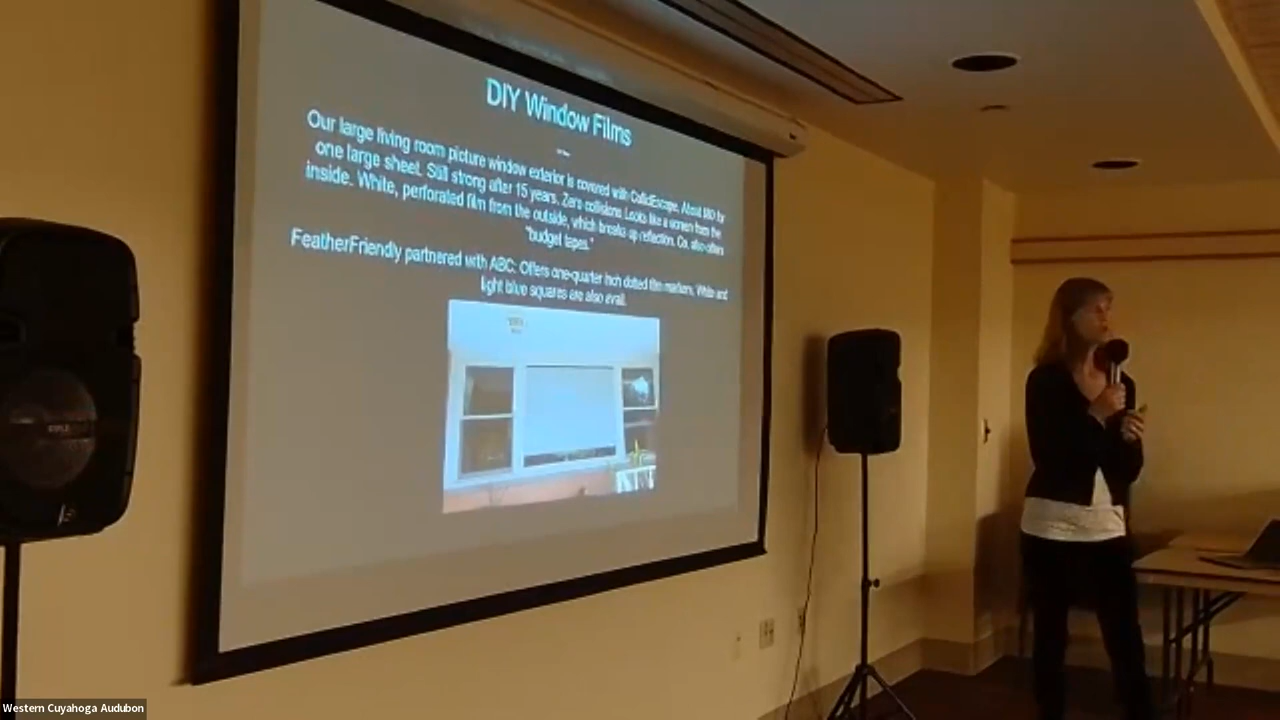 DIY Window Films
Our large living room picture window exterior is covered with CollidEscape. About $80 for
one large sheet. Still strong after 15 years. Zero collisions. Looks like a screen from the
inside. White, perforated film from the outside, which breaks up reflection. Co. also offers
"budget tapes."
FeatherFriendly partnered with ABC: Offers one-quarter inch dotted film markers. White and
light blue squares are also avail.
Western Cuyahoga Audubon